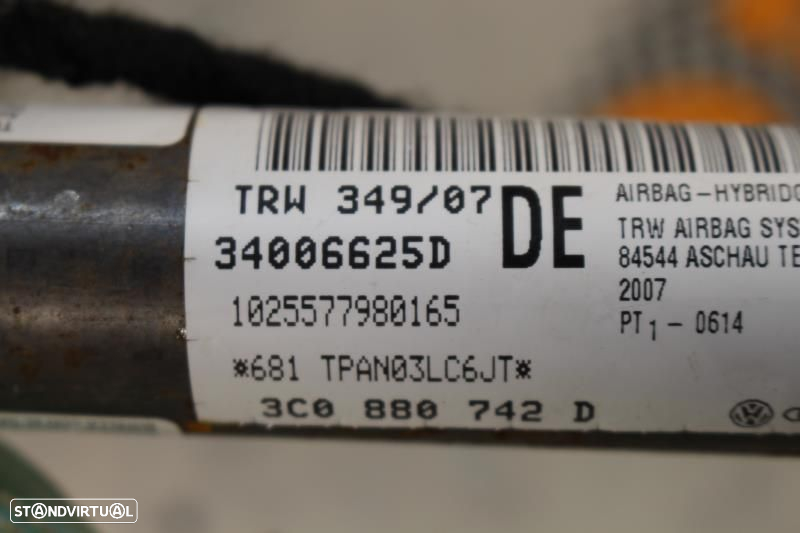 TRW 349/07
34006625D
DE
1025577980165
*681 TPAN03LC6JT*
3C0 880 742 D
AIRBAG-HYBRIDG
TRW AIRBAG SYS
84544 ASCHAU TE
2007
PT1-0614
STANDVIRTUAL